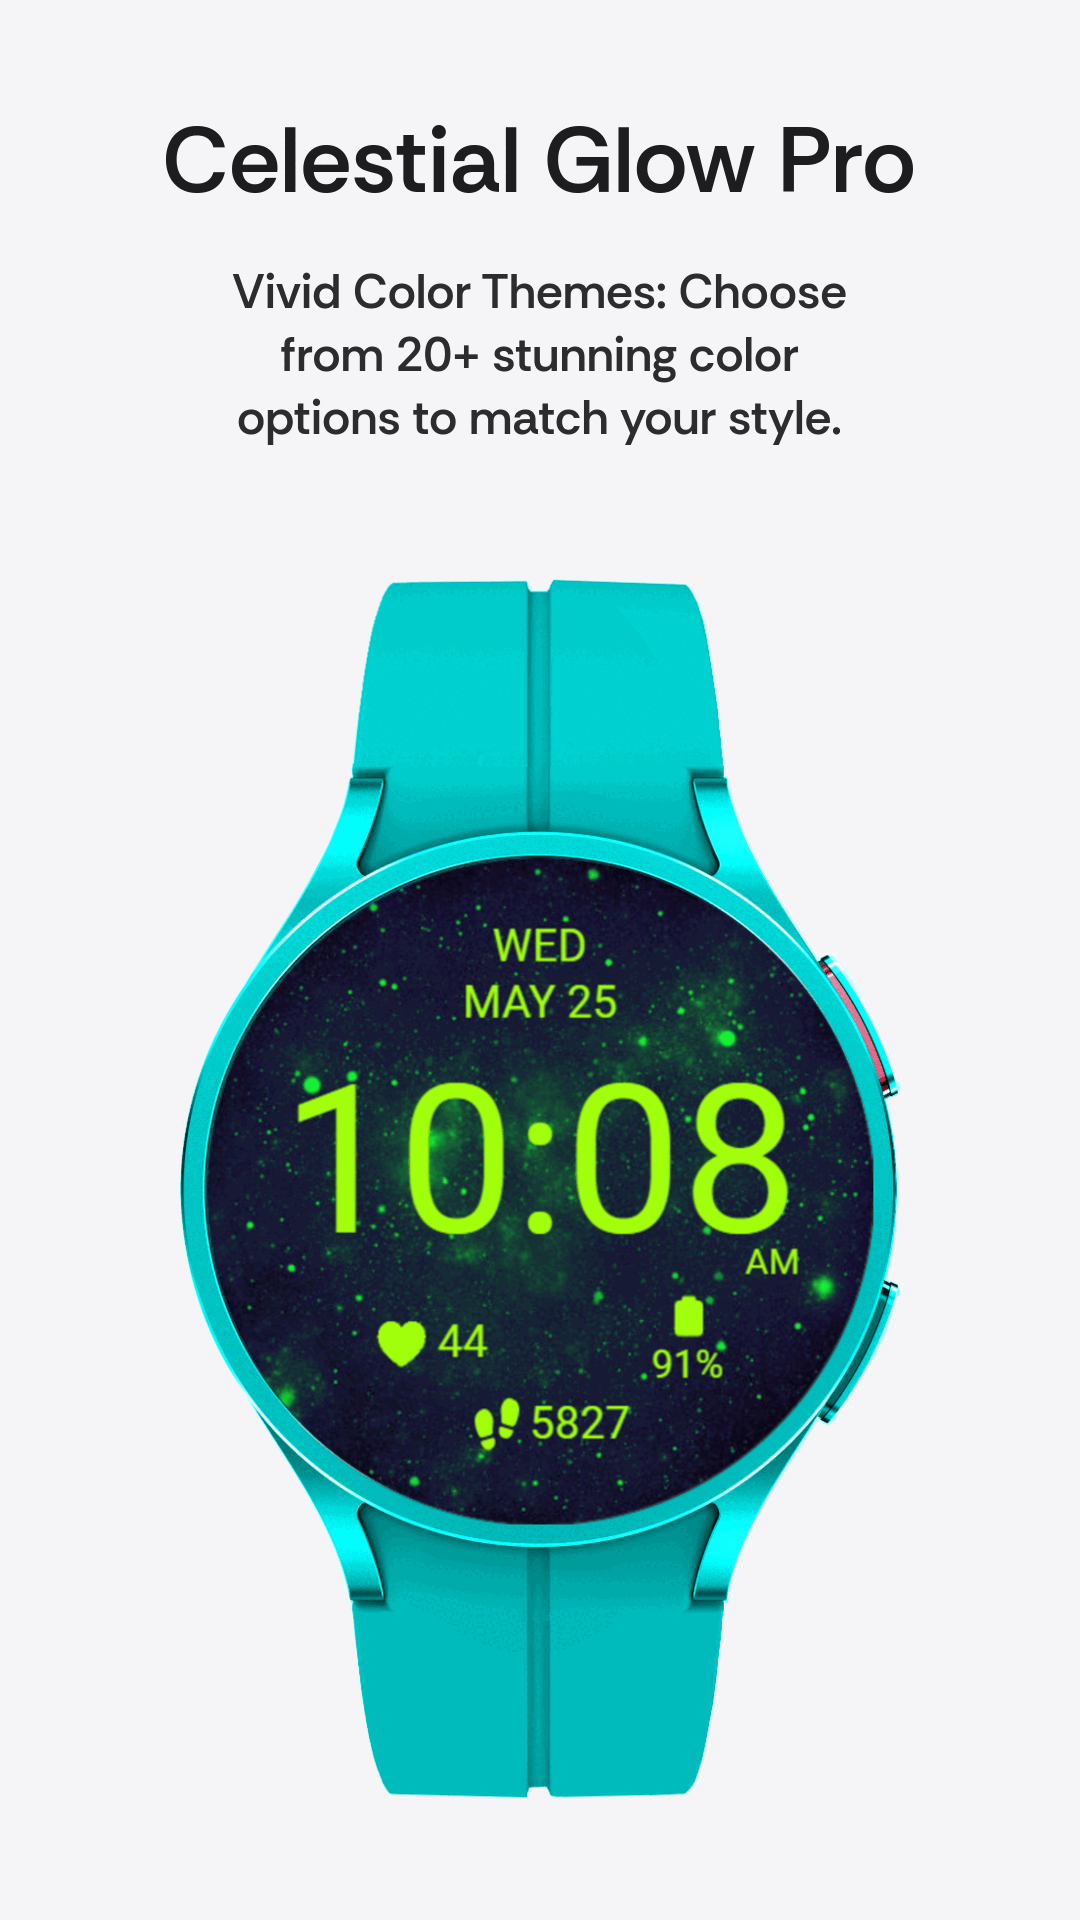 Celestial Glow Pro
Vivid Color Themes: Choose
from 20+ stunning color
options to match your style.
WED
MAY 25
10:08
AM
44
91%
5827